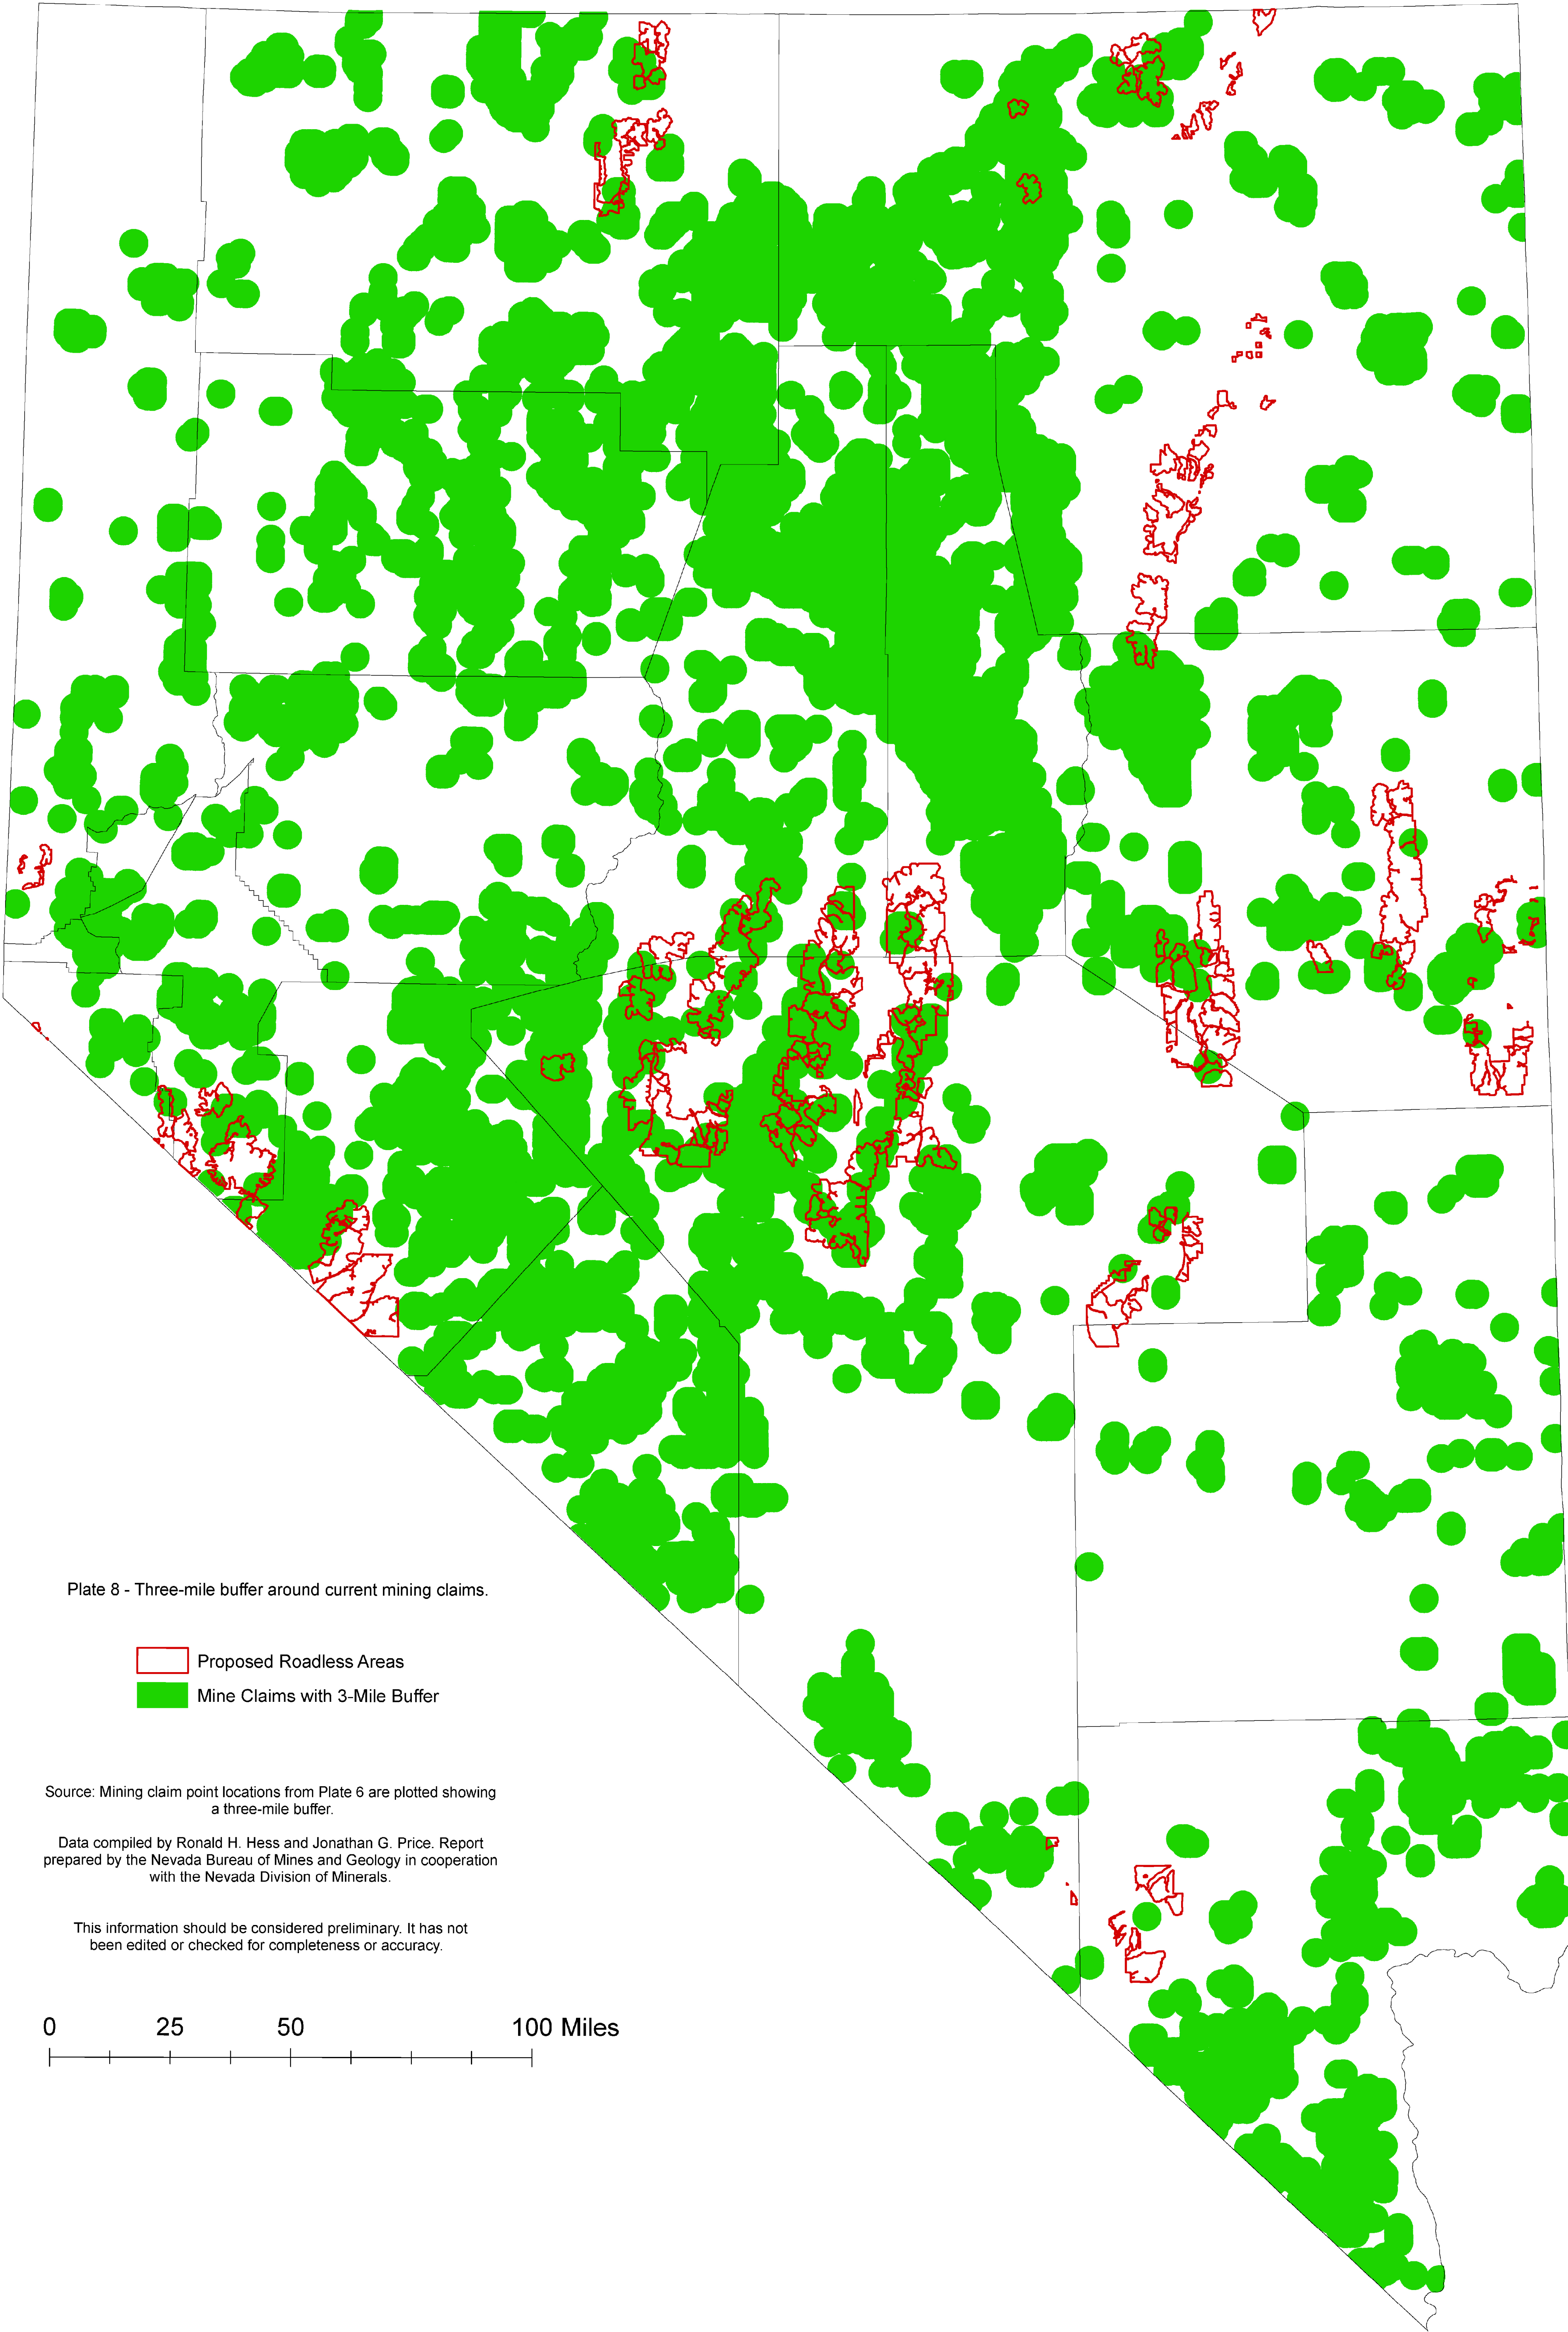 Plate 8 - Three-mile buffer around current mining claims.
Proposed Roadless Areas
Mine Claims with 3-Mile Buffer
Source: Mining claim point locations from Plate 6 are plotted showing
a three-mile buffer.
Data compiled by Ronald H. Hess and Jonathan G. Price. Report
prepared by the Nevada Bureau of Mines and Geology in cooperation
with the Nevada Division of Minerals.
This information should be considered preliminary. It has not
been edited or checked for completeness or accuracy.
0 25 50 100 Miles